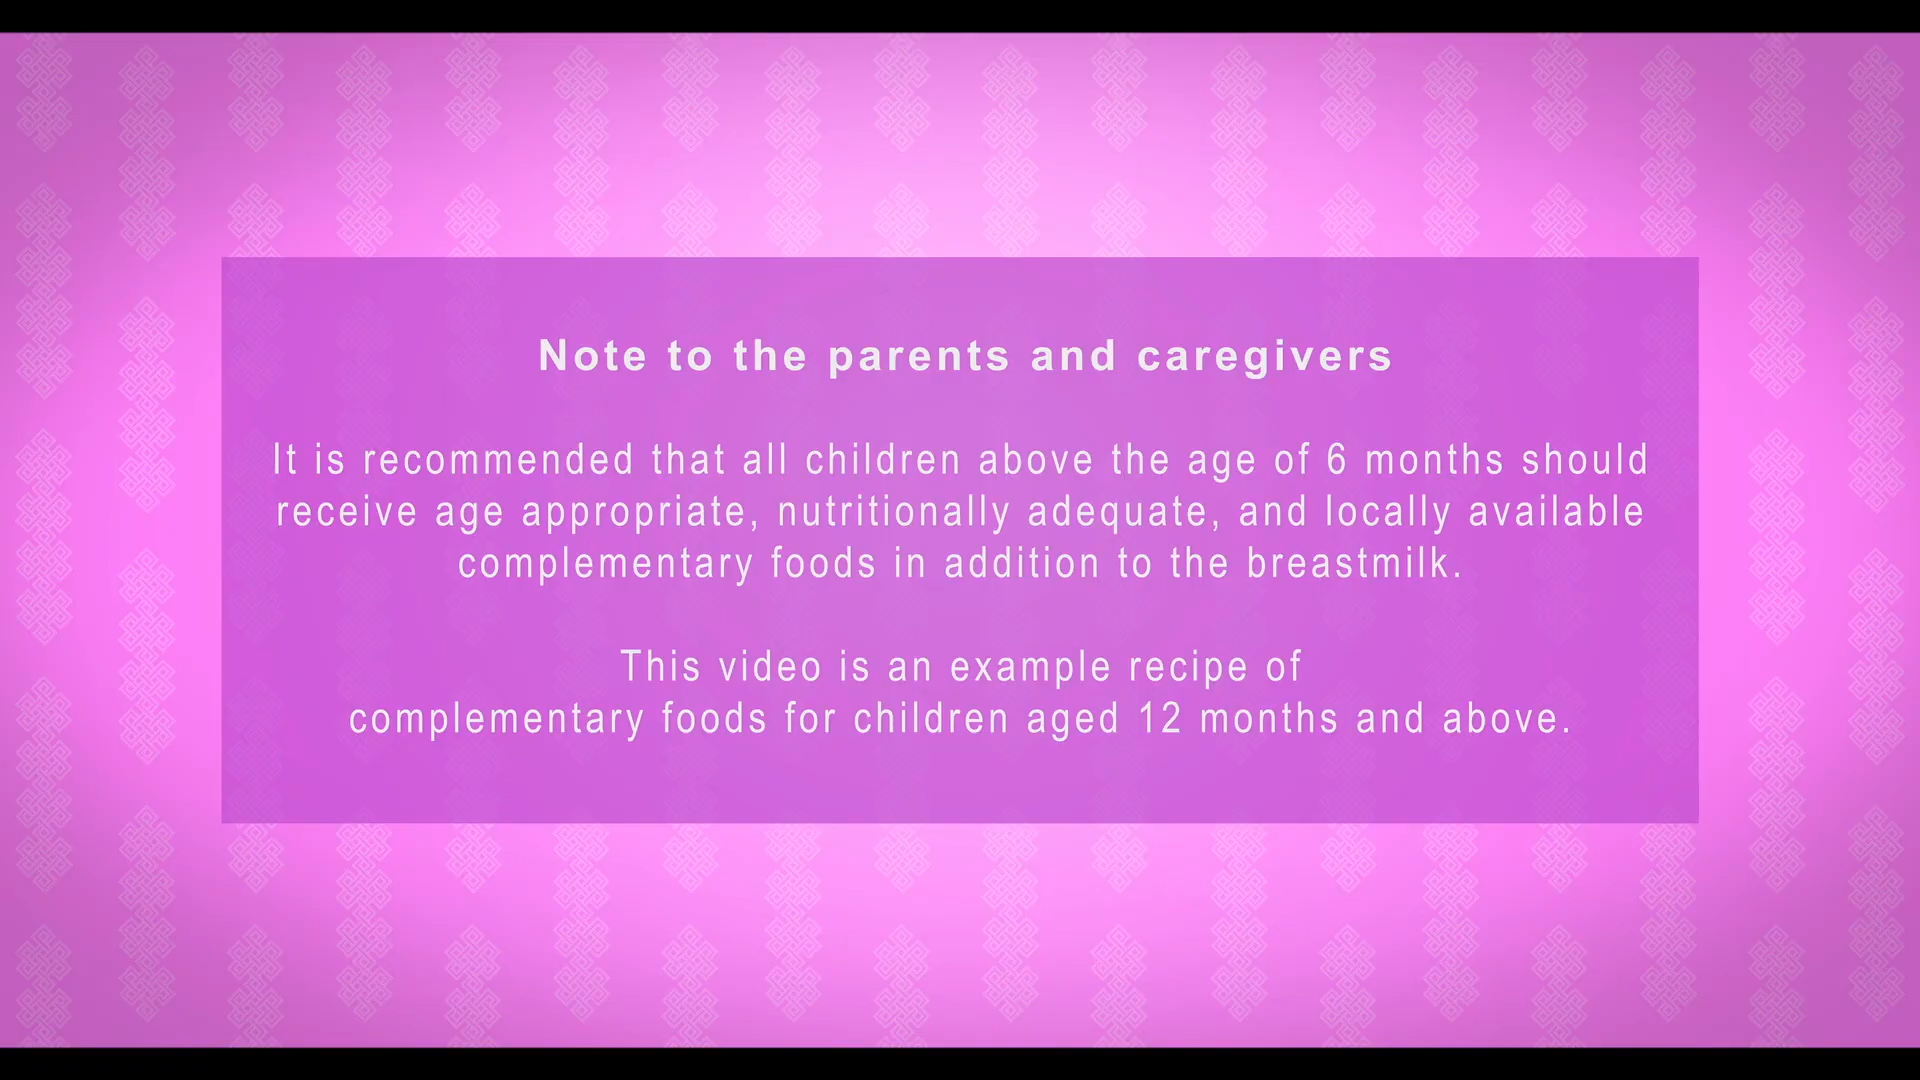 Note to the parents and caregivers
It is recommended that all children above the age of 6 months should
receive age appropriate, nutritionally adequate, and locally available
complementary foods in addition to the breastmilk.
This video is an example recipe of
complementary foods for children aged 12 months and above.